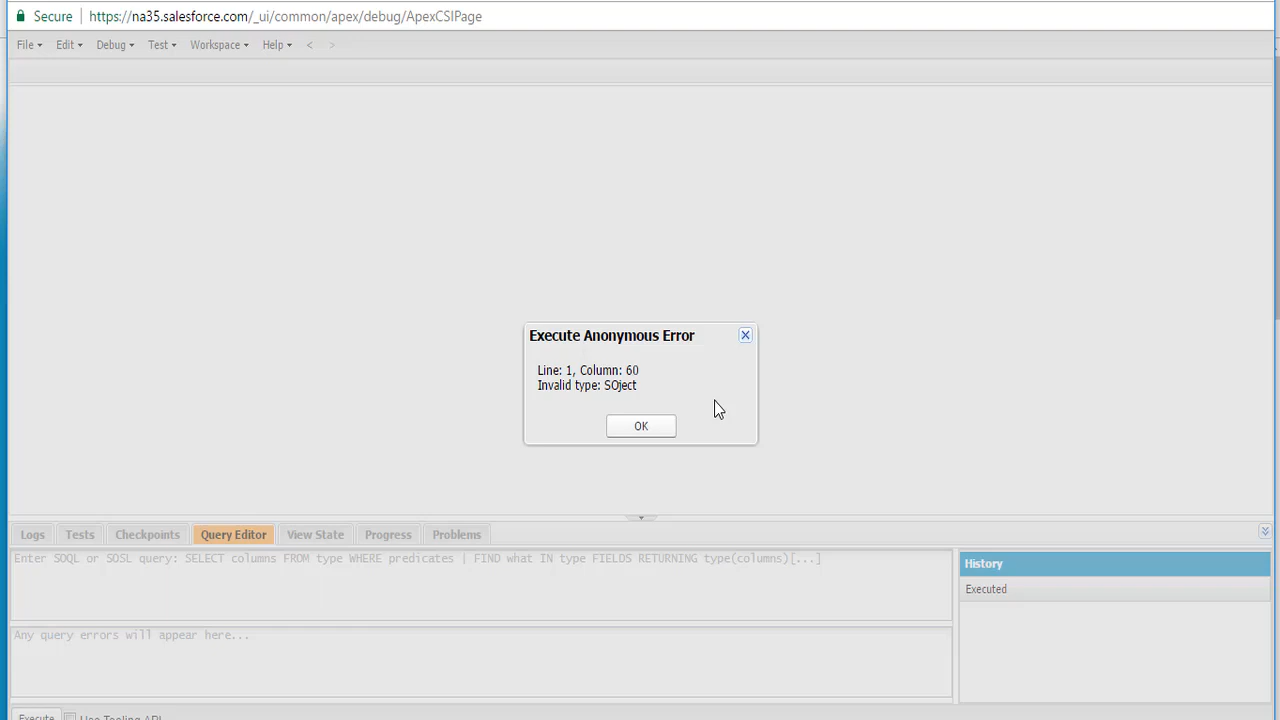 Secure https://na35.salesforce.com/_ui/common/apex/debug/ApexCSIPage
File Edit Debug Test Workspace Help < >
Execute Anonymous Error
Line: 1, Column: 60
Invalid type: SOject
OK
Logs Tests Checkpoints Query Editor View State Progress Problems
Enter SOQL or SOSL query: SELECT columns FROM type WHERE predicates | FIND what IN type FIELDS RETURNING type(columns)[...]
History
Executed
Any query errors will appear here...
Execute Use Tooling API